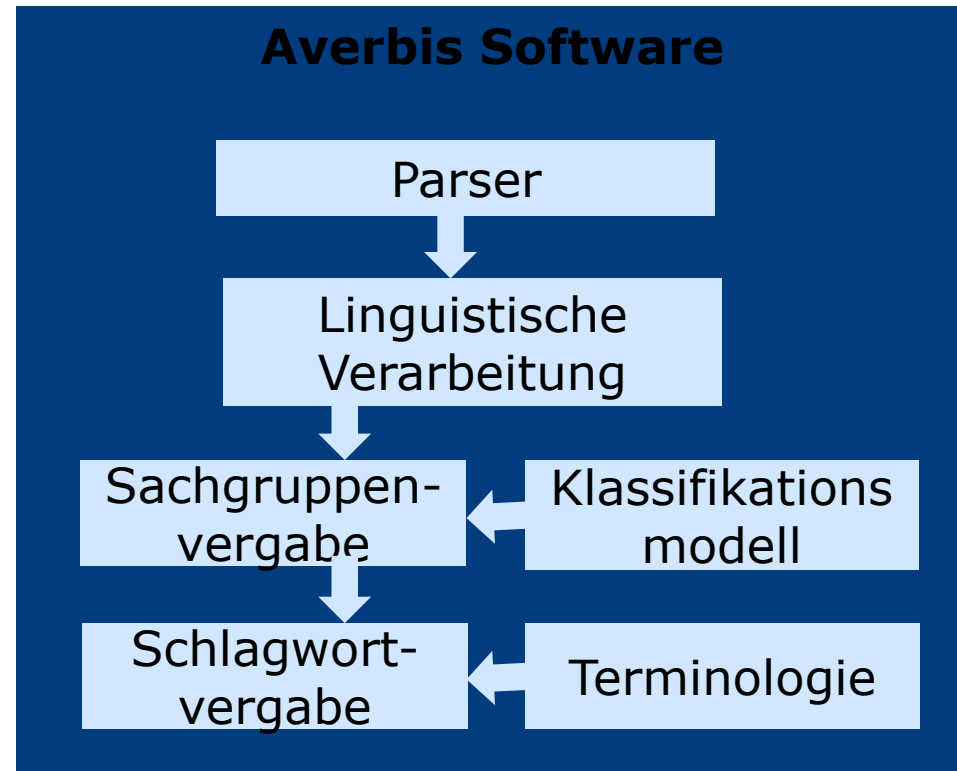 Averbis Software
Parser
Linguistische
Verarbeitung
Sachgruppen-
vergabe
Klassifikations
modell
Schlagwort-
vergabe
Terminologie